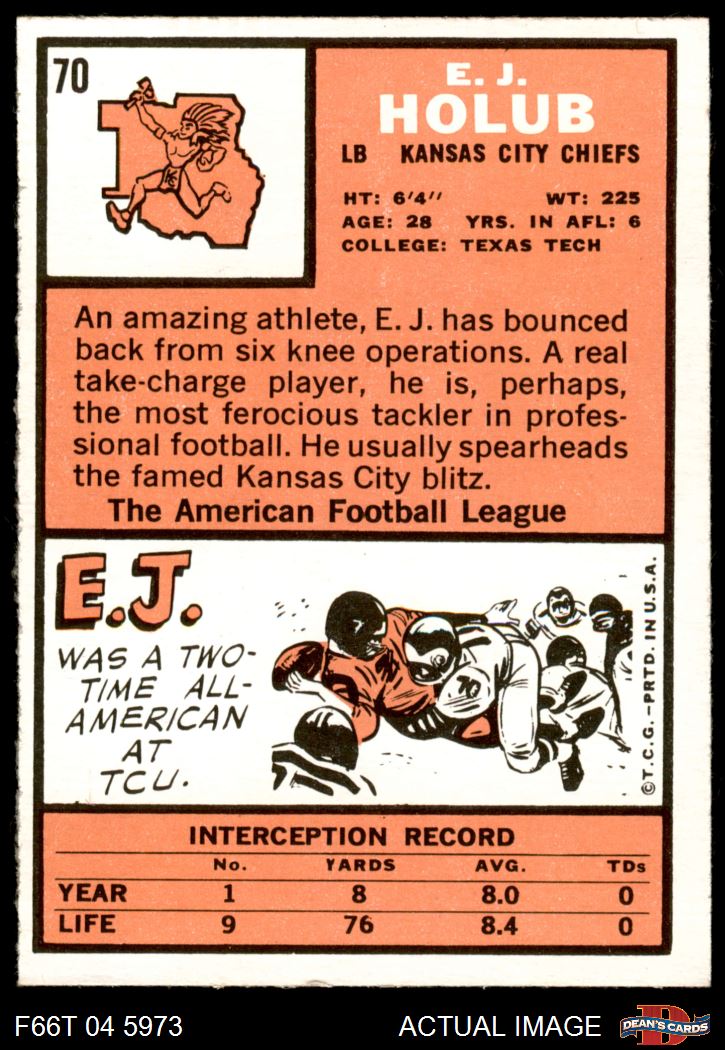 70
E. J.
HOLUB
LB KANSAS CITY CHIEFS
HT: 6'4'' WT: 225
AGE: 28 YRS. IN AFL: 6
COLLEGE: TEXAS TECH
KC
An amazing athlete, E. J. has bounced
back from six knee operations. A real
take-charge player, he is, perhaps,
the most ferocious tackler in profes-
sional football. He usually spearheads
the famed Kansas City blitz.
The American Football League
E.J.
WAS A TWO-
TIME ALL-
AMERICAN
AT
TCU.
70
©T.C.G.—PRTD. IN U.S.A.
INTERCEPTION RECORD
No. YARDS AVG. TDs
YEAR 1 8 8.0 0
LIFE 9 76 8.4 0
F66T 04 5973 ACTUAL IMAGE
D
DEAN'S CARDS